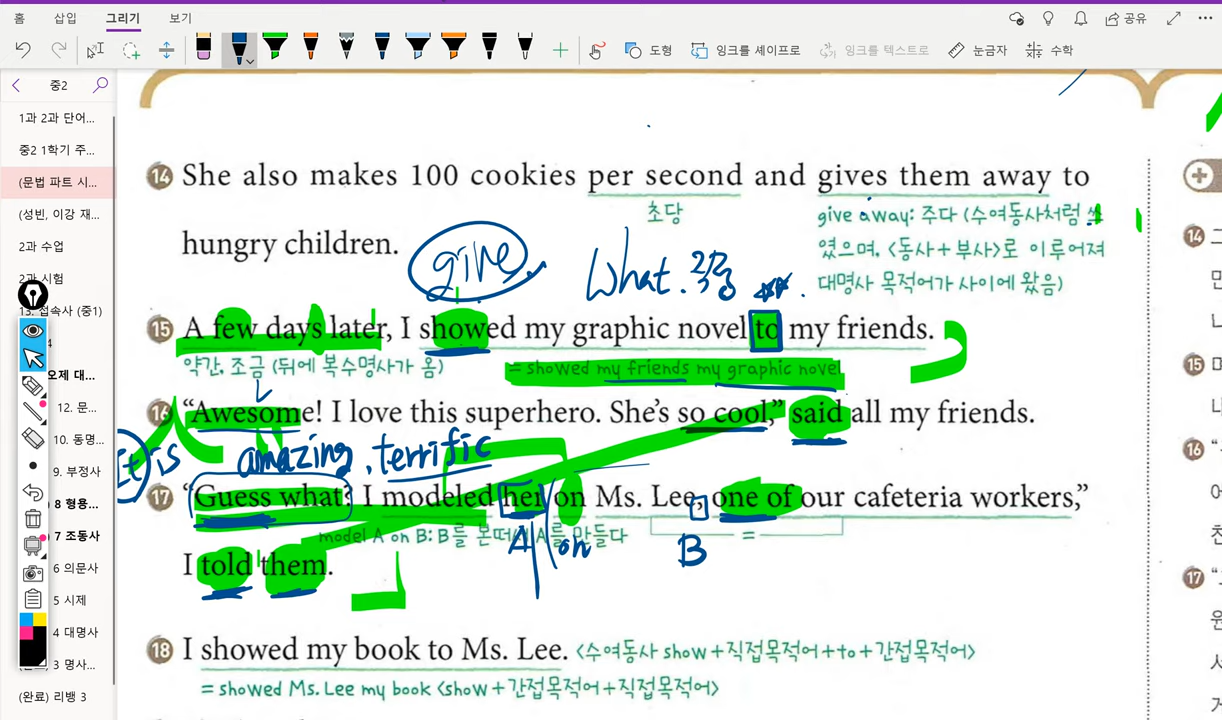 홈 삽입 그리기 보기
공유
도형 잉크를 셰이프로 잉크를 텍스트로 눈금자 수학
중2
1과 2과 단어...
중2 1학기 주...
(문법 파트 시...
(성빈, 이강 재...
2과 수업
2과 시험
13. 접속사 (중1)
4
오제 대...
12. 문...
10. 동명...
9. 부정사
8 형용...
7 조동사
6 의문사
5 시제
4 대명사
3 명사...
(완료) 리뱅 3
14 She also makes 100 cookies per second and gives them away to
초당
give away: 주다 (수여동사처럼 쓰
였으며, <동사+부사>로 이루어져
대명사 목적어가 사이에 왔음)
hungry children.
give
What.
15 A few days later, I showed my graphic novel to my friends.
약간, 조금 (뒤에 복수명사가 옴)
= showed my friends my graphic novel
16 “Awesome! I love this superhero. She’s so cool,” said all my friends.
It is amazing, terrific
17 “Guess what? I modeled her on Ms. Lee, one of our cafeteria workers,”
model A on B: B를 본떠서 A를 만들다
=
A on B
I told them.
18 I showed my book to Ms. Lee. <수여동사 show+직접목적어+to+간접목적어>
= showed Ms. Lee my book <show+간접목적어+직접목적어>
14 그
15 며
나
16 “
어
17 “